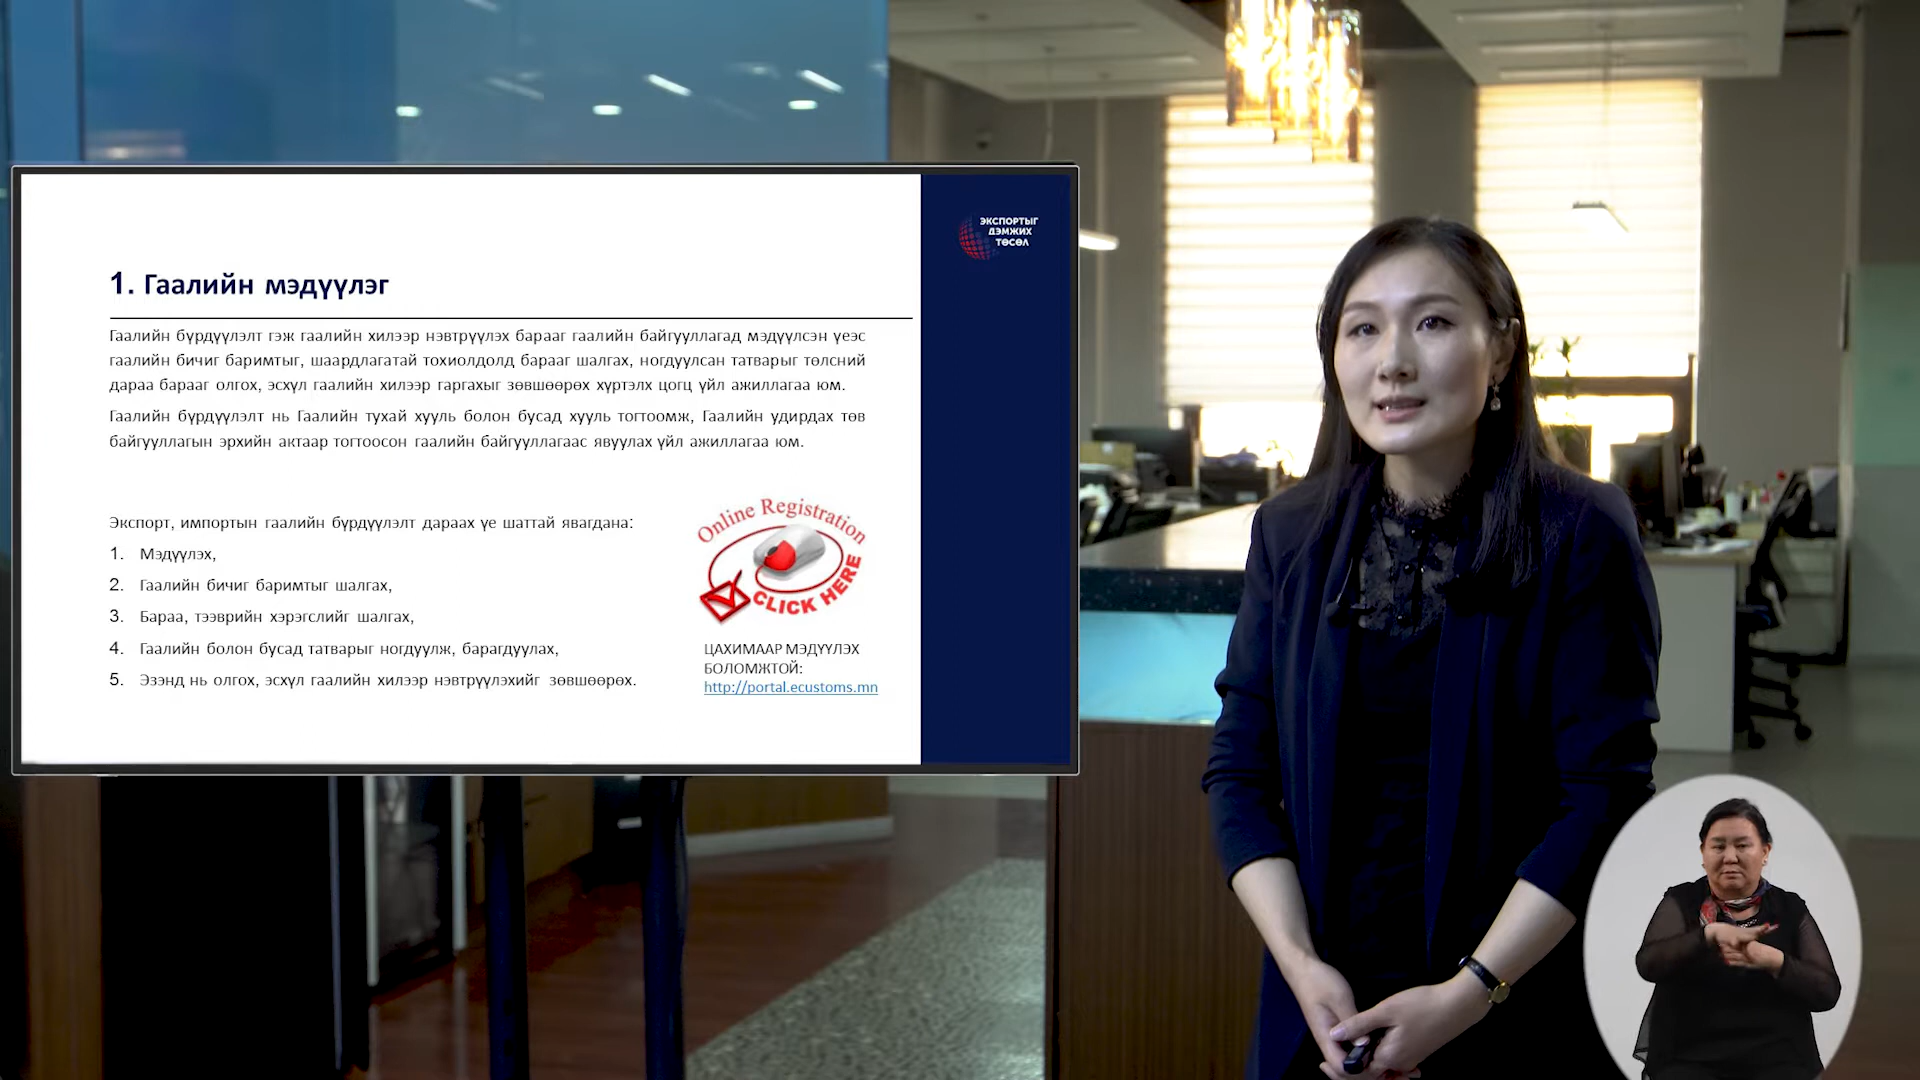 ЭКСПОРТЫГ
ДЭМЖИХ
ТӨСӨЛ
1. Гаалийн мэдүүлэг
Гаалийн бүрдүүлэлт гэж гаалийн хилээр нэвтрүүлэх барааг гаалийн байгууллагад мэдүүлсэн үеэс
гаалийн бичиг баримтыг, шаардлагатай тохиолдолд барааг шалгах, ногдуулсан татварыг төлсний
дараа барааг олгох, эсхүл гаалийн хилээр гаргахыг зөвшөөрөх хүртэлх цогц үйл ажиллагаа юм.
Гаалийн бүрдүүлэлт нь Гаалийн тухай хууль болон бусад хууль тогтоомж, Гаалийн удирдах төв
байгууллагын эрхийн актаар тогтоосон гаалийн байгууллагаас явуулах үйл ажиллагаа юм.
Экспорт, импортын гаалийн бүрдүүлэлт дараах үе шаттай явагдана:
1. Мэдүүлэх,
2. Гаалийн бичиг баримтыг шалгах,
3. Бараа, тээврийн хэрэгслийг шалгах,
4. Гаалийн болон бусад татварыг ногдуулж, барагдуулах,
5. Эзэнд нь олгох, эсхүл гаалийн хилээр нэвтрүүлэхийг зөвшөөрөх.
Online Registration
CLICK HERE
ЦАХИМААР МЭДҮҮЛЭХ
БОЛОМЖТОЙ:
http://portal.ecustoms.mn